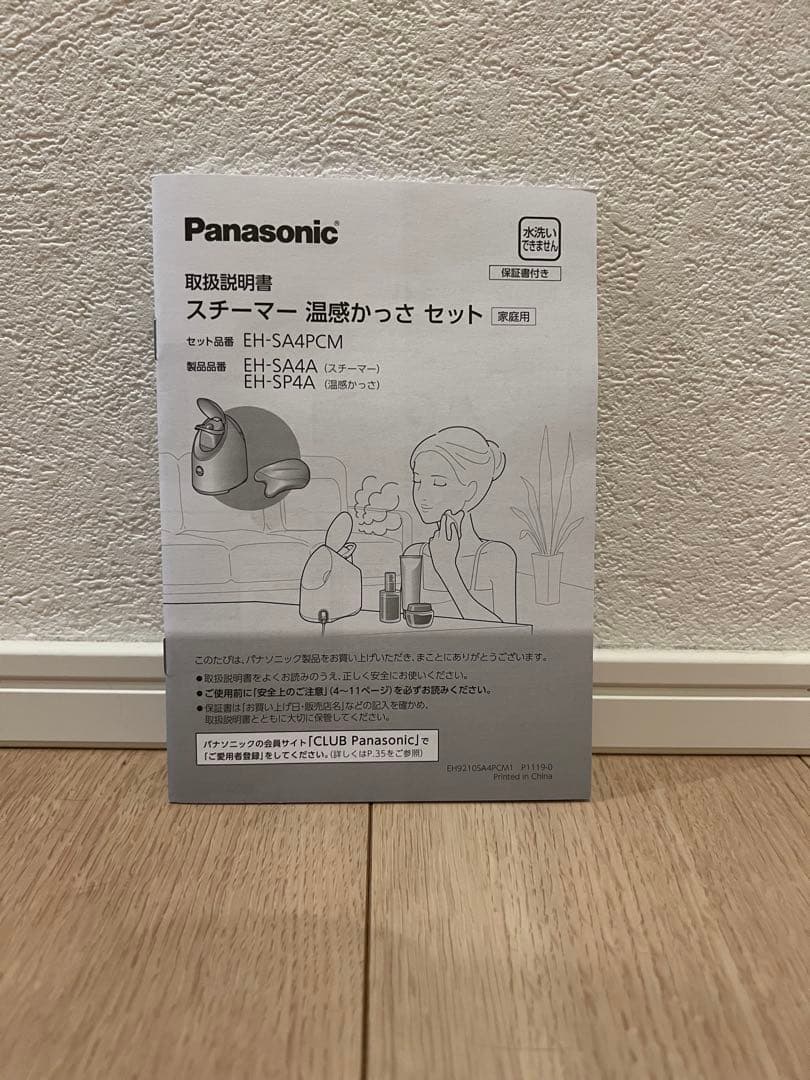 Panasonic®
水洗い
できません
保証書付き
取扱説明書
スチーマー 温感かっさ セット 家庭用
セット品番 EH-SA4PCM
製品品番 EH-SA4A (スチーマー)
EH-SP4A (温感かっさ)
このたびは、パナソニック製品をお買い上げいただき、まことにありがとうございます。
●取扱説明書をよくお読みのうえ、正しく安全にお使いください。
●ご使用前に「安全上のご注意」(4〜11ページ)を必ずお読みください。
●保証書は「お買い上げ日・販売店名」などの記入を確かめ、
取扱説明書とともに大切に保管してください。
パナソニックの会員サイト「CLUB Panasonic」で
「ご愛用者登録」をしてください。(詳しくはP.35をご参照)
EH9210SA4PCM1 P1119-0
Printed in China